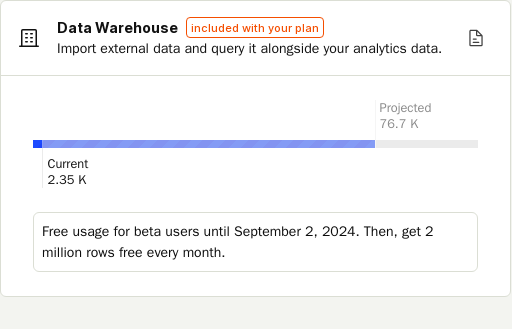 Data Warehouse included with your plan
Import external data and query it alongside your analytics data.
Projected
76.7 K
Current
2.35 K
Free usage for beta users until September 2, 2024. Then, get 2
million rows free every month.